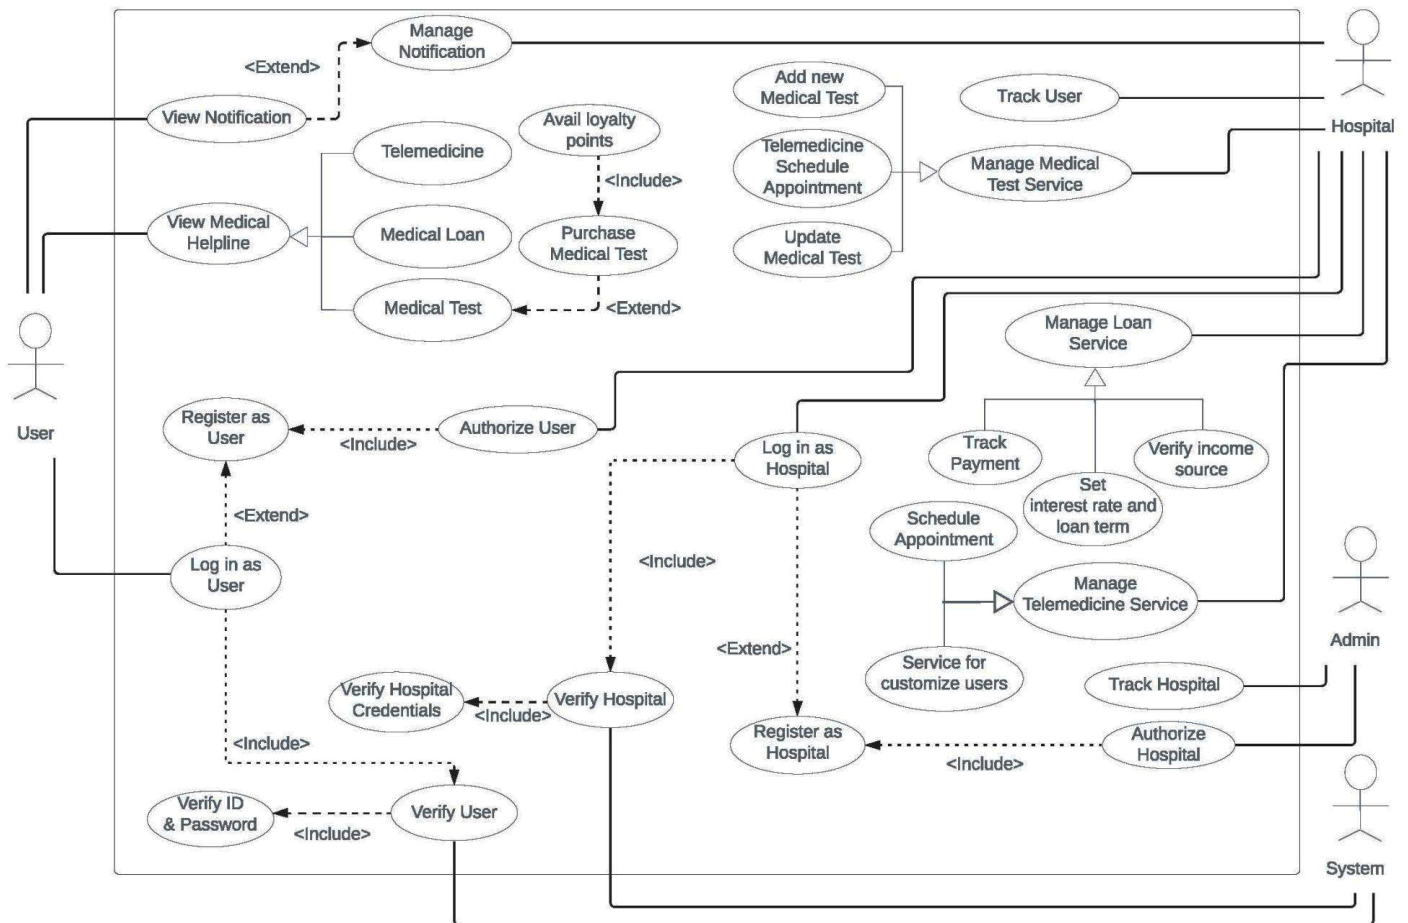 Manage
Notification
<Extend>
View Notification
Add new
Medical Test
Track User
Hospital
Avail loyalty
points
Telemedicine
<Include>
Telemedicine
Schedule
Appointment
Manage Medical
Test Service
View Medical
Helpline
Medical Loan
Purchase
Medical Test
Update
Medical Test
Medical Test
<Extend>
Manage Loan
Service
User
Register as
User
<Include>
Authorize User
Log in as
Hospital
Track
Payment
Verify income
source
Set
interest rate and
loan term
<Extend>
Schedule
Appointment
Log in as
User
<Include>
Manage
Telemedicine Service
Admin
<Extend>
Service for
customize users
Track Hospital
Verify Hospital
Credentials
<Include>
Verify Hospital
Register as
Hospital
<Include>
Authorize
Hospital
<Include>
Verify ID
& Password
<Include>
Verify User
System